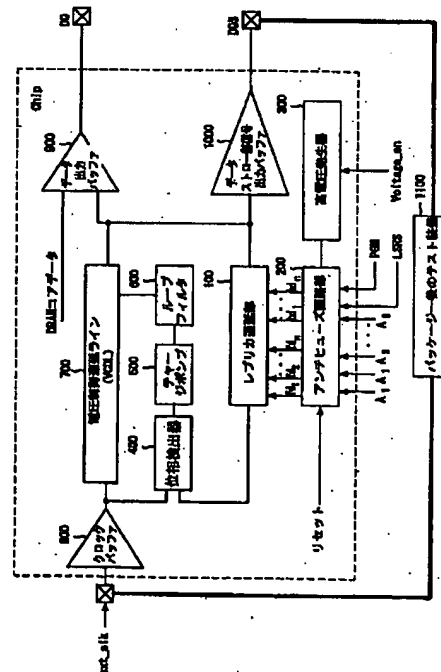 Chip
DQ
DQS
DRAMコアデータ
900
データ
出力
バッファ
1000
データ
ストローブ信号
出力バッファ
700
電圧制御遅延ライン
(VCDL)
600
ループ
フィルタ
500
チャー
ジポンプ
400
位相検出器
800
クロック
バッファ
ext_clk
100
レプリカ遅延部
200
アンチヒューズ回路部
300
高電圧発生器
リセット
PGM
Voltage_en
1100
パッケージ後のテスト装置